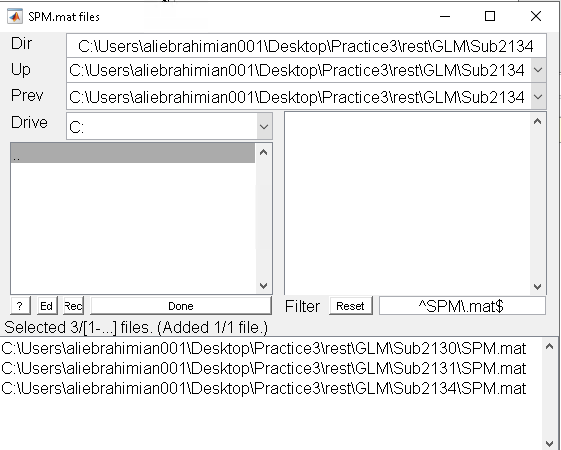 SPM.mat files
Dir C:\Users\aliebrahimian001\Desktop\Practice3\rest\GLM\Sub2134
Up C:\Users\aliebrahimian001\Desktop\Practice3\rest\GLM\Sub2134
Prev C:\Users\aliebrahimian001\Desktop\Practice3\rest\GLM\Sub2134
Drive C:
..
? Ed Rec Done Filter Reset ^SPM\.mat$
Selected 3/[1-...] files. (Added 1/1 file.)
C:\Users\aliebrahimian001\Desktop\Practice3\rest\GLM\Sub2130\SPM.mat
C:\Users\aliebrahimian001\Desktop\Practice3\rest\GLM\Sub2131\SPM.mat
C:\Users\aliebrahimian001\Desktop\Practice3\rest\GLM\Sub2134\SPM.mat